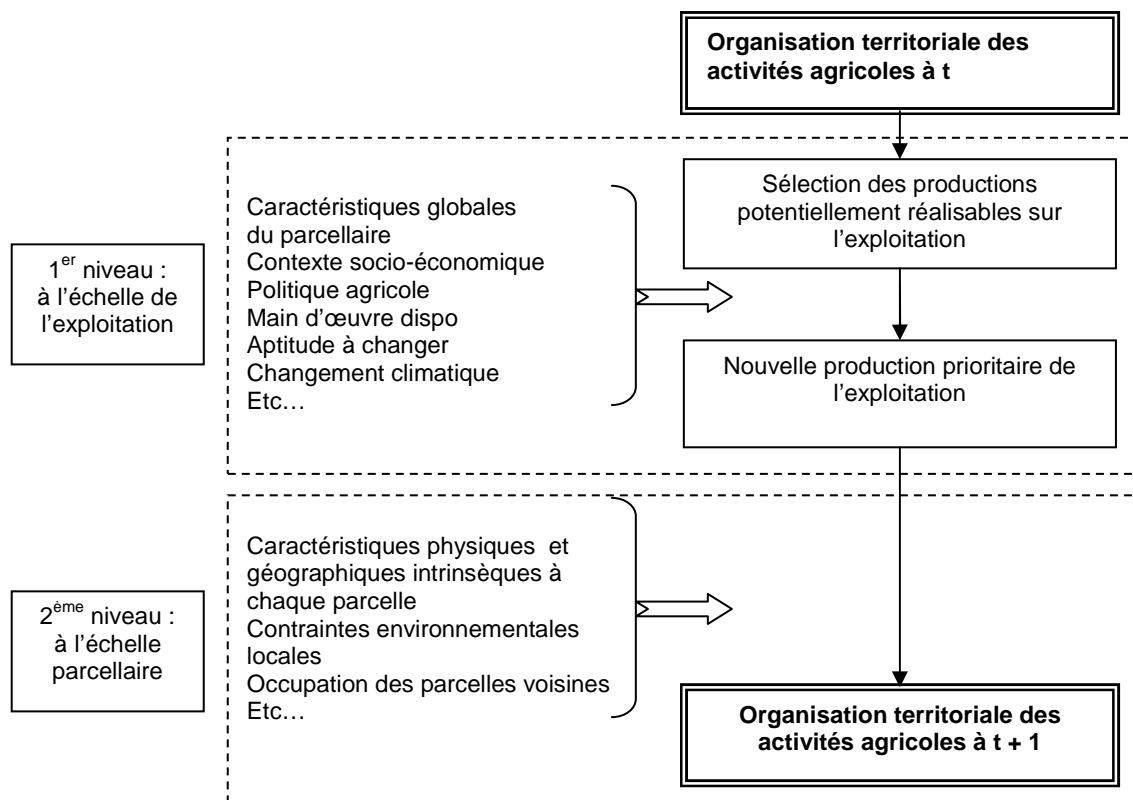 Organisation territoriale des
activités agricoles à t
Sélection des productions
potentiellement réalisables sur
l’exploitation
Caractéristiques globales
du parcellaire
Contexte socio-économique
Politique agricole
Main d’œuvre dispo
Aptitude à changer
Changement climatique
Etc…
1er niveau :
à l’échelle de
l’exploitation
Nouvelle production prioritaire de
l’exploitation
Caractéristiques physiques et
géographiques intrinsèques à
chaque parcelle
Contraintes environnementales
locales
Occupation des parcelles voisines
Etc…
2ème niveau :
à l’échelle
parcellaire
Organisation territoriale des
activités agricoles à t + 1